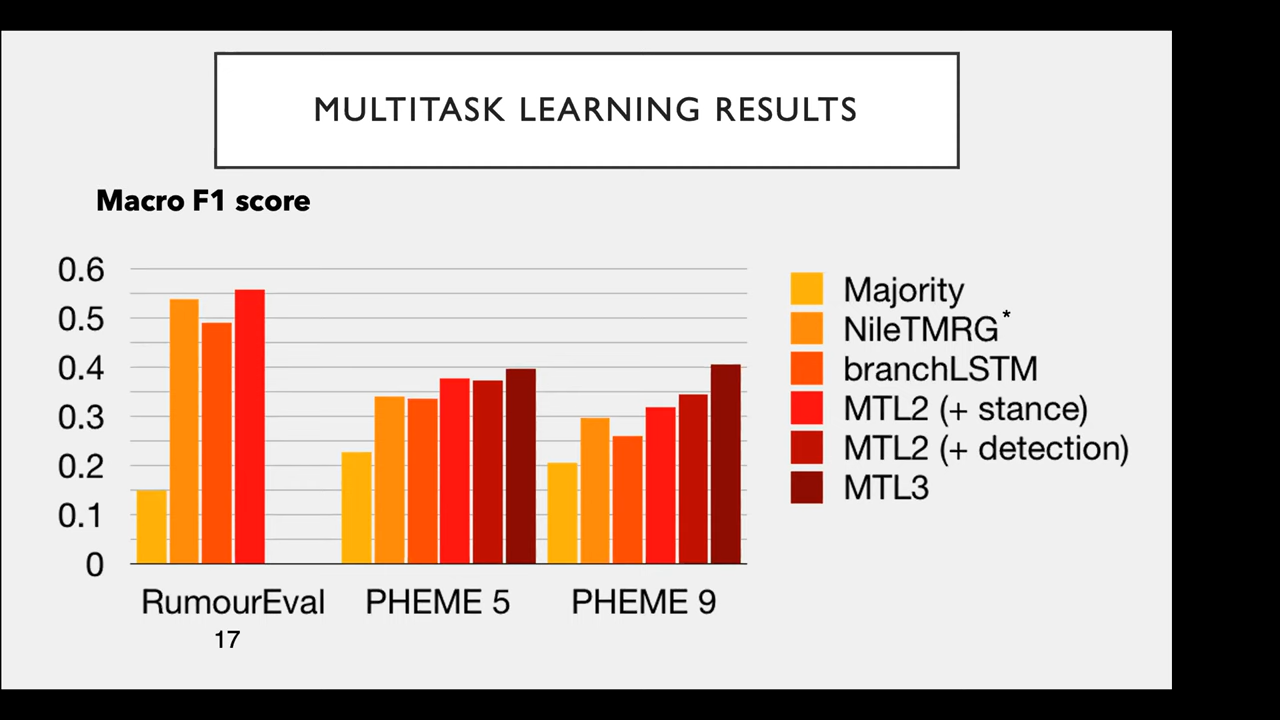 MULTITASK LEARNING RESULTS
Macro F1 score
0.6
0.5
0.4
0.3
0.2
0.1
0
RumourEval
17
PHEME 5
PHEME 9
Majority
NileTMRG*
branchLSTM
MTL2 (+ stance)
MTL2 (+ detection)
MTL3